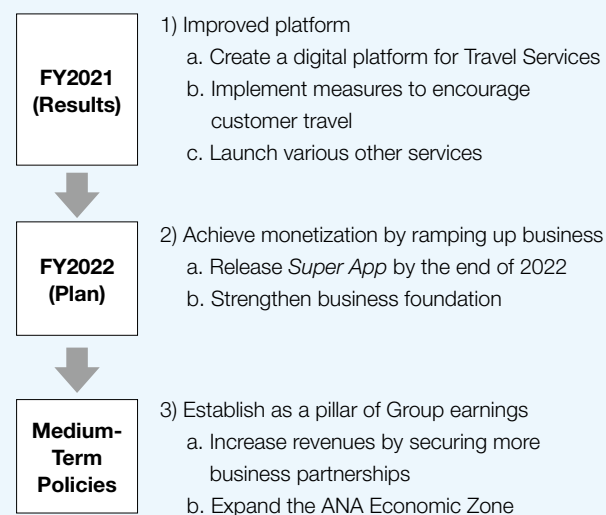 FY2021
(Results)
1) Improved platform
a. Create a digital platform for Travel Services
b. Implement measures to encourage
customer travel
c. Launch various other services
FY2022
(Plan)
2) Achieve monetization by ramping up business
a. Release Super App by the end of 2022
b. Strengthen business foundation
Medium-
Term
Policies
3) Establish as a pillar of Group earnings
a. Increase revenues by securing more
business partnerships
b. Expand the ANA Economic Zone